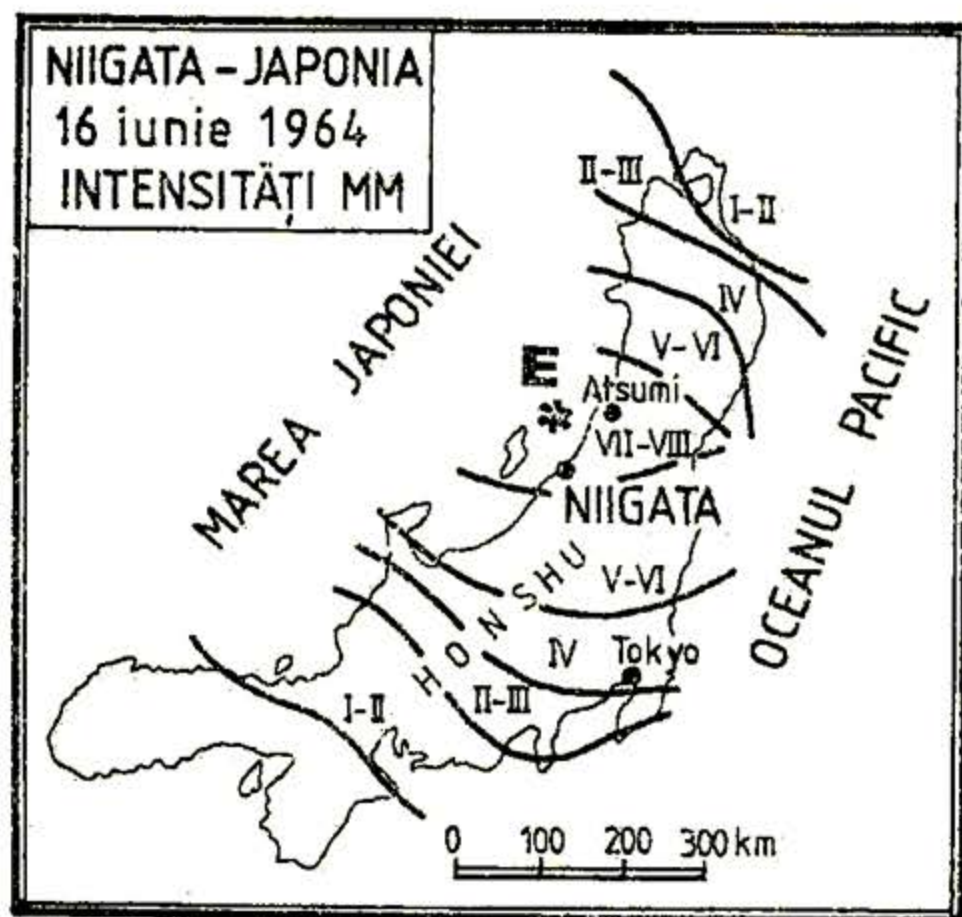 NIIGATA - JAPONIA
16 iunie 1964
INTENSITĂȚI MM
II-III
I-II
MAREA JAPONIEI
IV
V-VI
E
Atsumi
OCEANUL PACIFIC
VII-VIII
NIIGATA
HONSHU
V-VI
IV
Tokyo
II-III
I-II
0 100 200 300 km